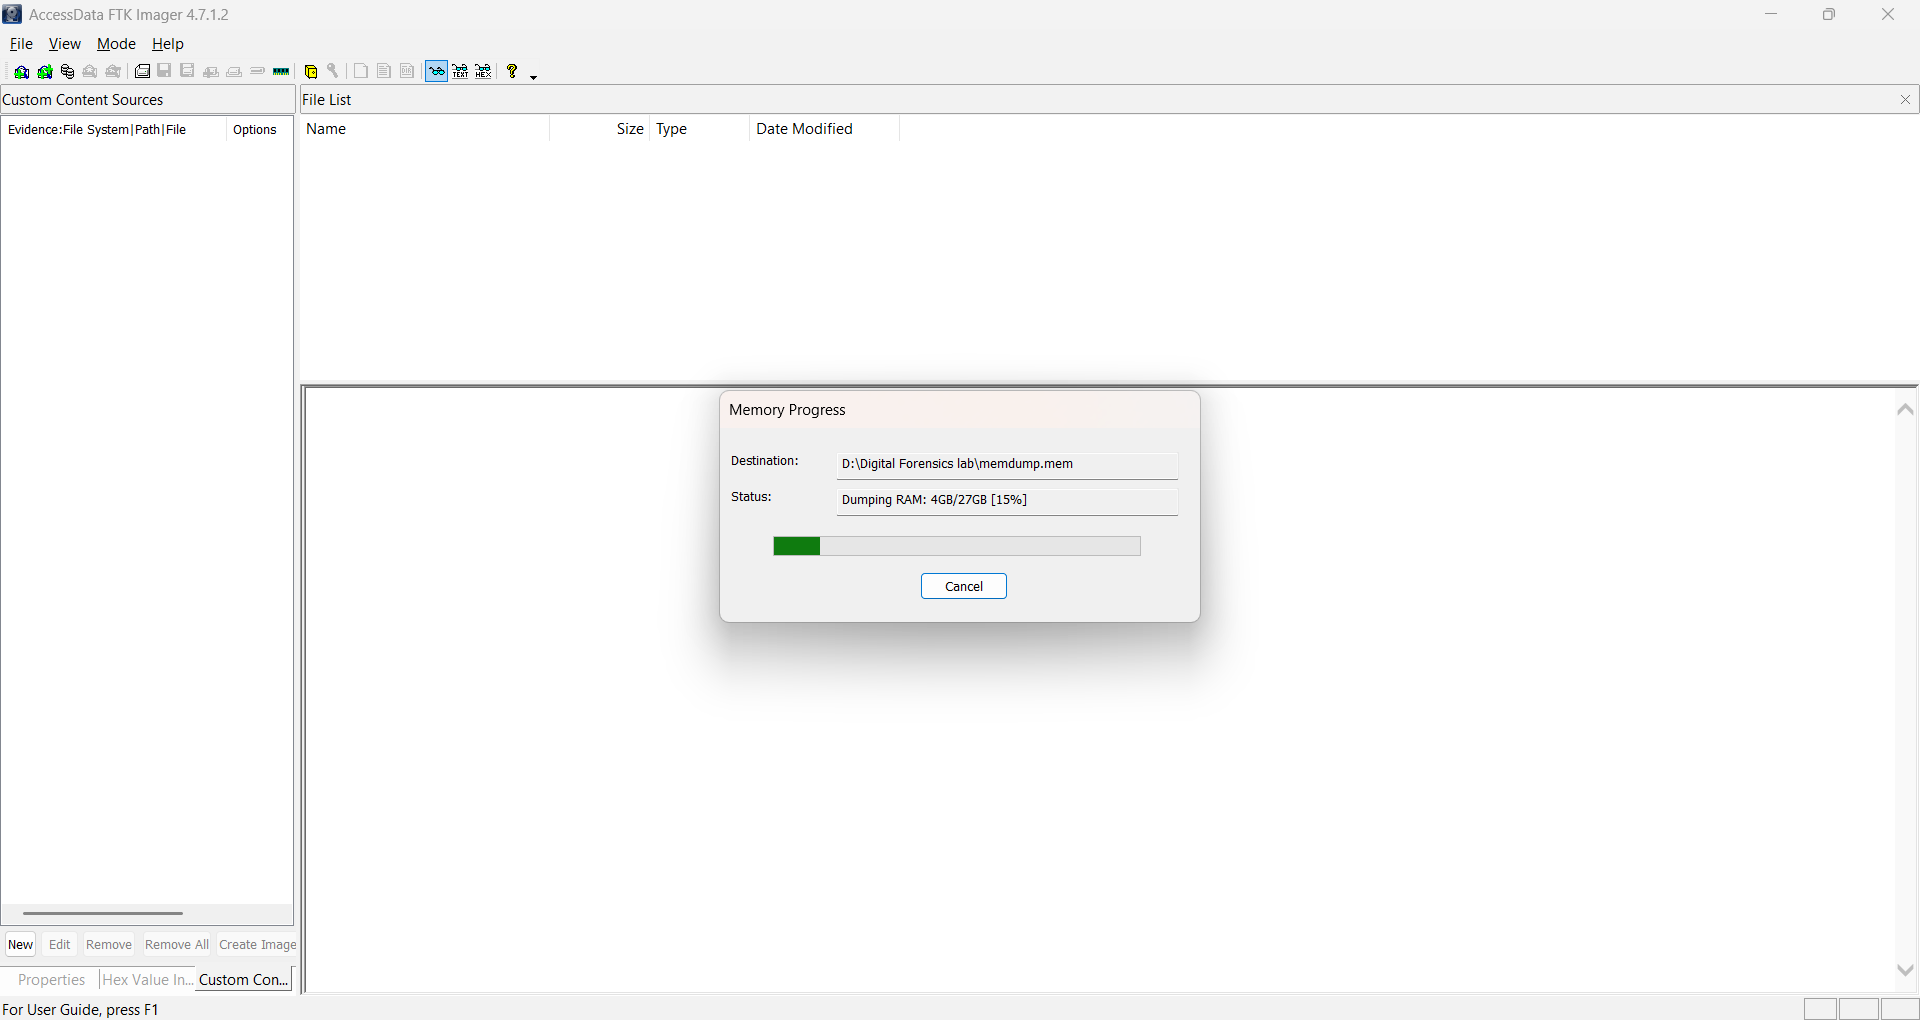 AccessData FTK Imager 4.7.1.2
File View Mode Help
TEXT HEX
Custom Content Sources
File List
Evidence:File System|Path|File Options
Name Size Type Date Modified
Memory Progress
Destination: D:\Digital Forensics lab\memdump.mem
Status: Dumping RAM: 4GB/27GB [15%]
Cancel
New Edit Remove Remove All Create Image
Properties Hex Value In... Custom Con...
For User Guide, press F1